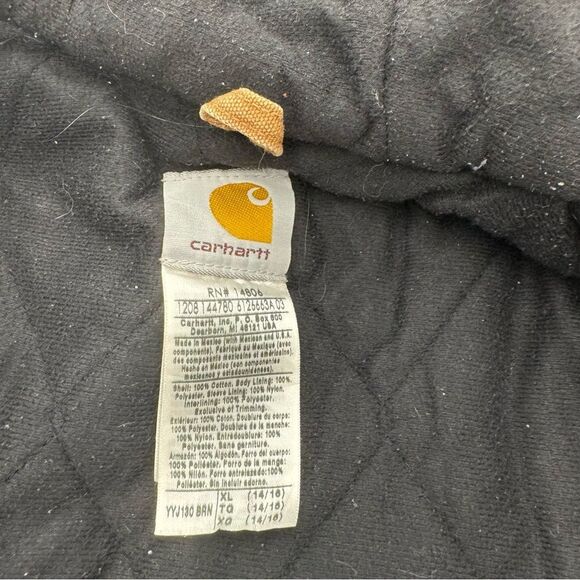 carhartt
RN# 14806
1208 144780 6125663A 03
Carhartt, Inc. P. O. Box 600
Dearborn, MI 48121 USA
Made in Mexico (with Mexican and U.S.A.
components). Fabriqué au Mexique (avec
des composants mexicains et américains).
Hecho en México (con componentes
mexicanos y estadounidenses).
Shell: 100% Cotton. Body Lining: 100%
Polyester. Sleeve Lining: 100% Nylon.
Interlining: 100% Polyester.
Exclusive of Trimming.
Extérieur: 100% Coton. Doublure du corps:
100% Polyester. Doublure de la manche:
100% Nylon. Entredoublure: 100%
Polyester. Sans garniture.
Armazón: 100% Algodón. Forro del cuerpo:
100% Poliéster. Forro de la manga:
100% Nilón. Forro entrelazado: 100%
Poliéster. Sin incluir adorno.
YYJ130 BRN
XL (14/16)
TG (14/16)
XG (14/16)